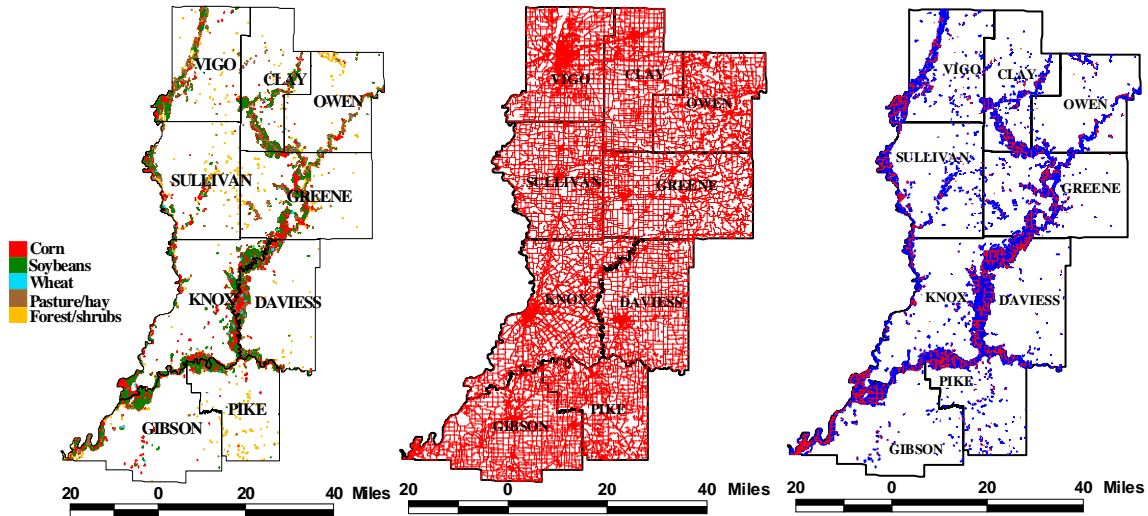 VIGO
CLAY
OWEN
SULLIVAN
GREENE
Corn
Soybeans
Wheat
Pasture/hay
Forest/shrubs
KNOX
DAVIESS
PIKE
GIBSON
20 0 20 40 Miles
VIGO
CLAY
OWEN
SULLIVAN
GREENE
KNOX
DAVIESS
PIKE
GIBSON
20 0 20 40 Miles
VIGO
CLAY
OWEN
SULLIVAN
GREENE
KNOX
DAVIESS
PIKE
GIBSON
20 0 20 40 Miles